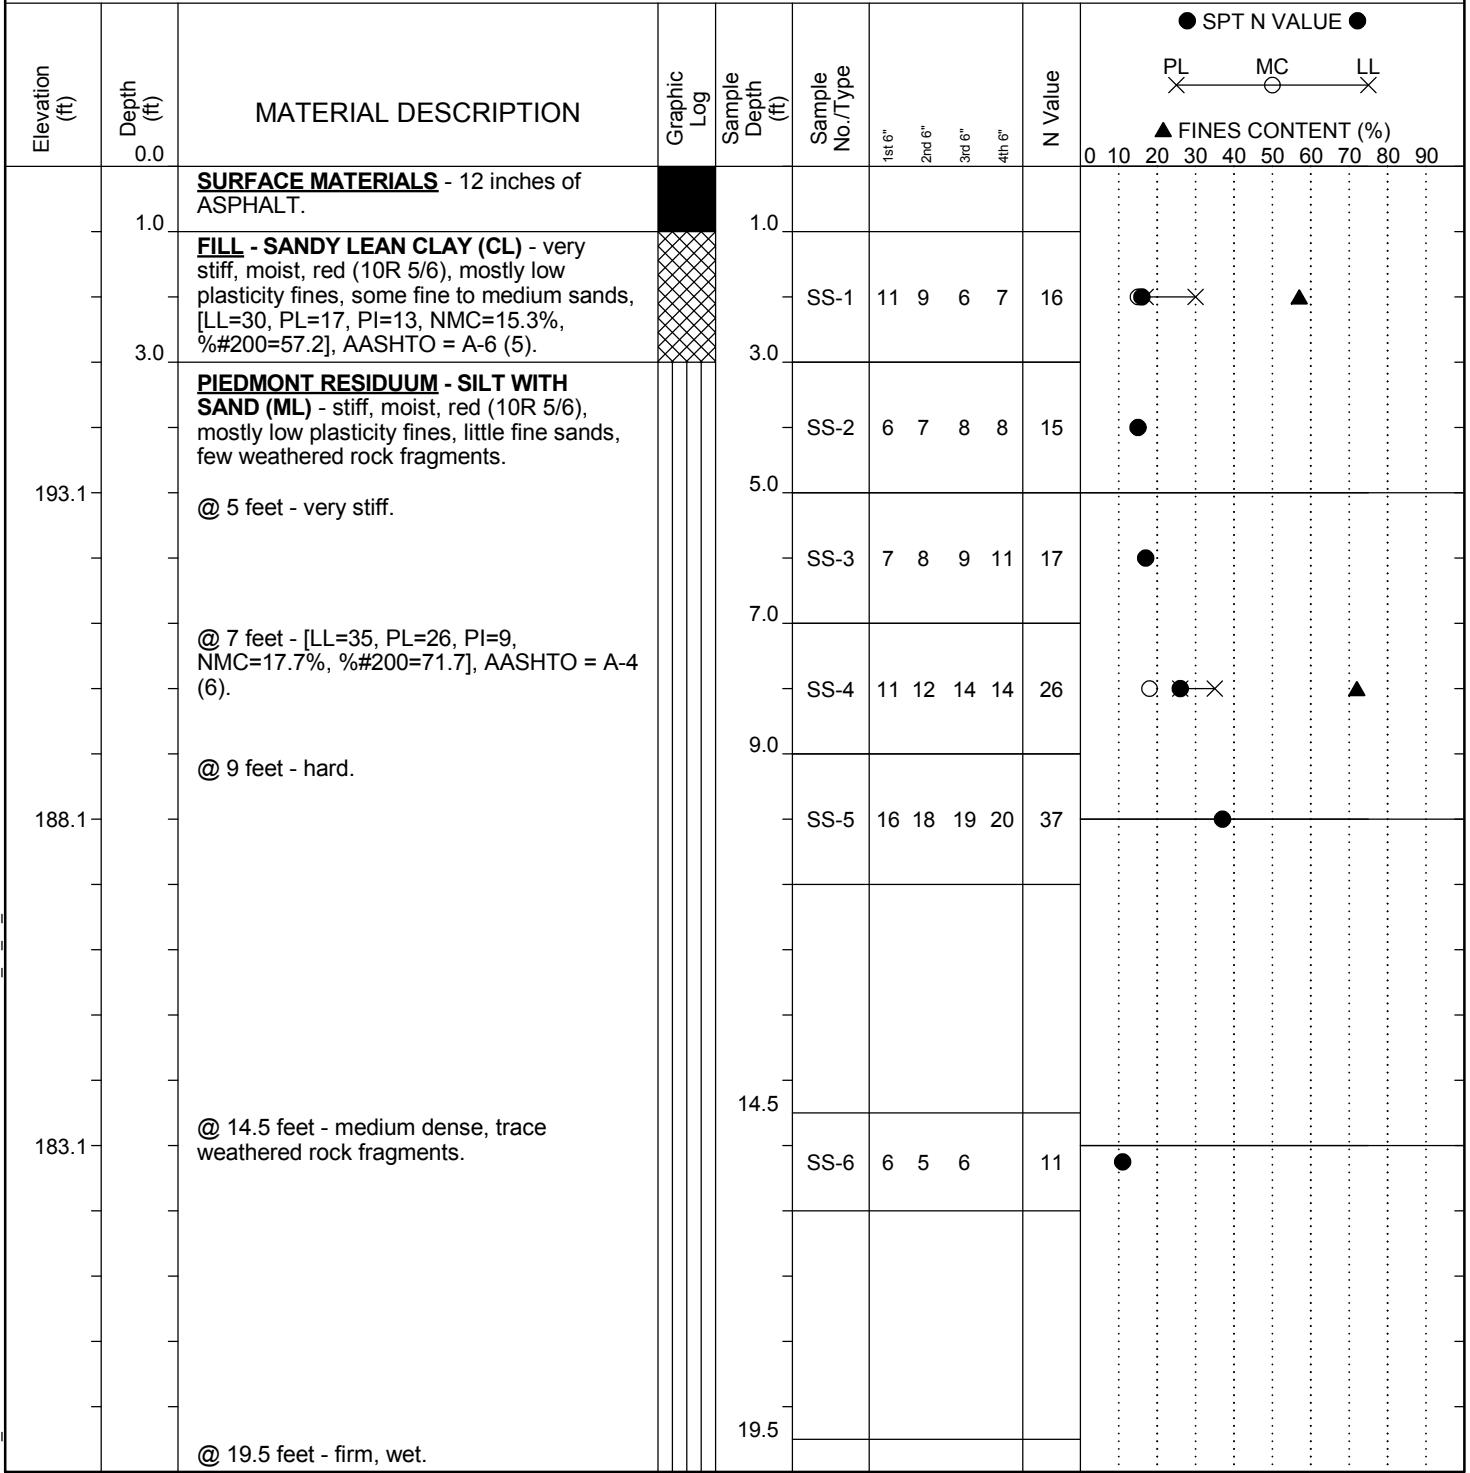 ● SPT N VALUE ●
PL MC LL
▲ FINES CONTENT (%)
0 10 20 30 40 50 60 70 80 90
Elevation (ft)
Depth (ft)
0.0
MATERIAL DESCRIPTION
Graphic Log
Sample Depth (ft)
Sample No./Type
1st 6"
2nd 6"
3rd 6"
4th 6"
N Value
SURFACE MATERIALS - 12 inches of
ASPHALT.
1.0 1.0
FILL - SANDY LEAN CLAY (CL) - very
stiff, moist, red (10R 5/6), mostly low
plasticity fines, some fine to medium sands,
[LL=30, PL=17, PI=13, NMC=15.3%,
%#200=57.2], AASHTO = A-6 (5).
SS-1 11 9 6 7 16
3.0 3.0
PIEDMONT RESIDUUM - SILT WITH
SAND (ML) - stiff, moist, red (10R 5/6),
mostly low plasticity fines, little fine sands,
few weathered rock fragments.
SS-2 6 7 8 8 15
193.1 5.0
@ 5 feet - very stiff.
SS-3 7 8 9 11 17
7.0
@ 7 feet - [LL=35, PL=26, PI=9,
NMC=17.7%, %#200=71.7], AASHTO = A-4
(6).
SS-4 11 12 14 14 26
9.0
@ 9 feet - hard.
188.1 SS-5 16 18 19 20 37
14.5
@ 14.5 feet - medium dense, trace
weathered rock fragments.
183.1
SS-6 6 5 6 11
19.5
@ 19.5 feet - firm, wet.